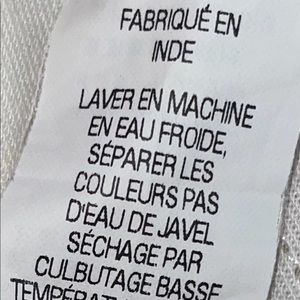 FABRIQUÉ EN
INDE
LAVER EN MACHINE
EN EAU FROIDE,
SÉPARER LES
COULEURS PAS
D'EAU DE JAVEL
SÉCHAGE PAR
CULBUTAGE BASSE